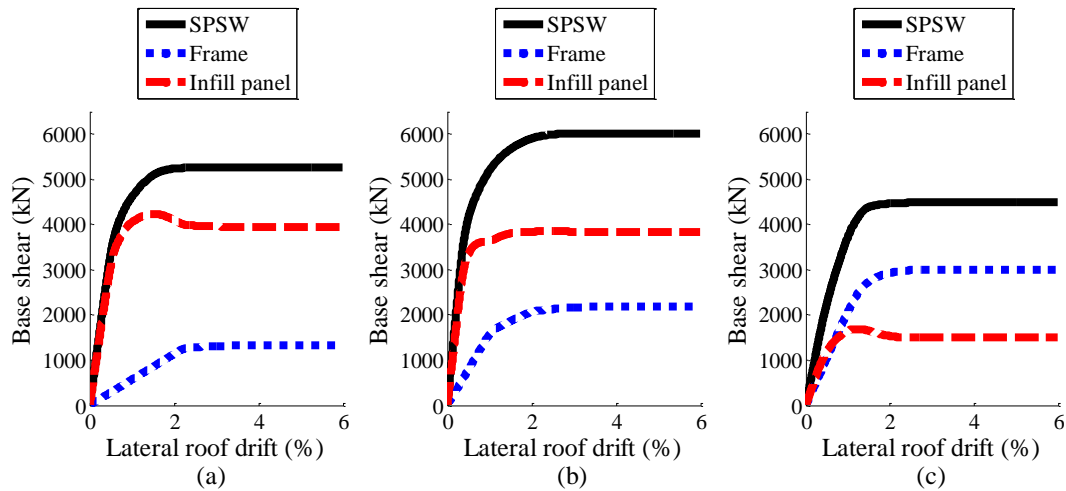 SPSW
Frame
Infill panel
6000
5000
4000
3000
2000
1000
0
Base shear (kN)
0 2 4 6
Lateral roof drift (%)
(a)
SPSW
Frame
Infill panel
6000
5000
4000
3000
2000
1000
0
Base shear (kN)
0 2 4 6
Lateral roof drift (%)
(b)
SPSW
Frame
Infill panel
6000
5000
4000
3000
2000
1000
0
Base shear (kN)
0 2 4 6
Lateral roof drift (%)
(c)